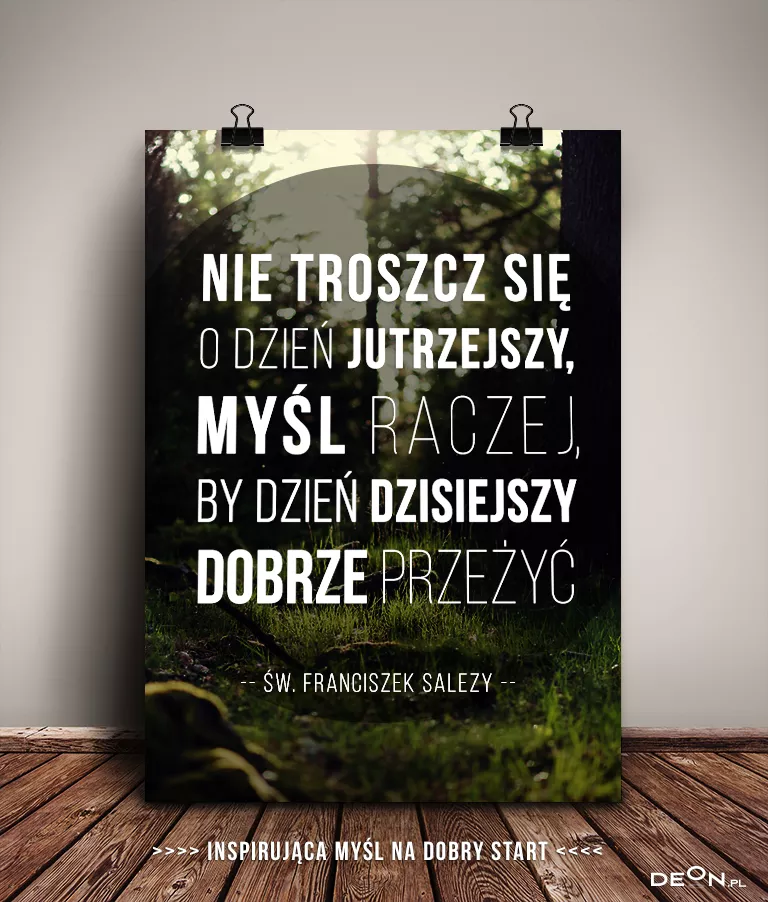 NIE TROSZCZ SIĘ
O DZIEŃ JUTRZEJSZY,
MYŚL RACZEJ,
BY DZIEŃ DZISIEJSZY
DOBRZE PRZEŻYĆ
-- ŚW. FRANCISZEK SALEZY --
>>>> INSPIRUJĄCA MYŚL NA DOBRY START <<<<
DEON.PL